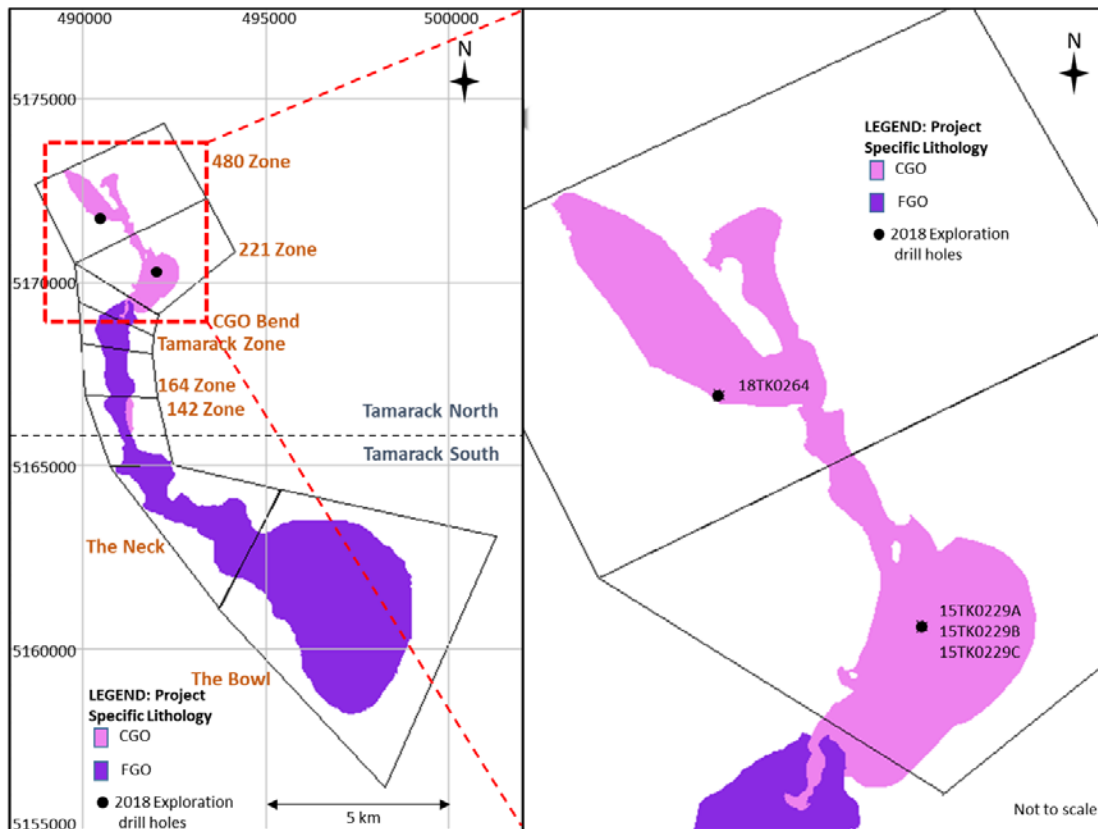 490000
495000
500000
N
5175000
480 Zone
221 Zone
5170000
CGO Bend
Tamarack Zone
164 Zone
142 Zone
Tamarack North
Tamarack South
5165000
The Neck
5160000
The Bowl
LEGEND: Project
Specific Lithology
CGO
FGO
2018 Exploration
drill holes
5 km
5155000
N
LEGEND: Project
Specific Lithology
CGO
FGO
2018 Exploration
drill holes
18TK0264
15TK0229A
15TK0229B
15TK0229C
Not to scale